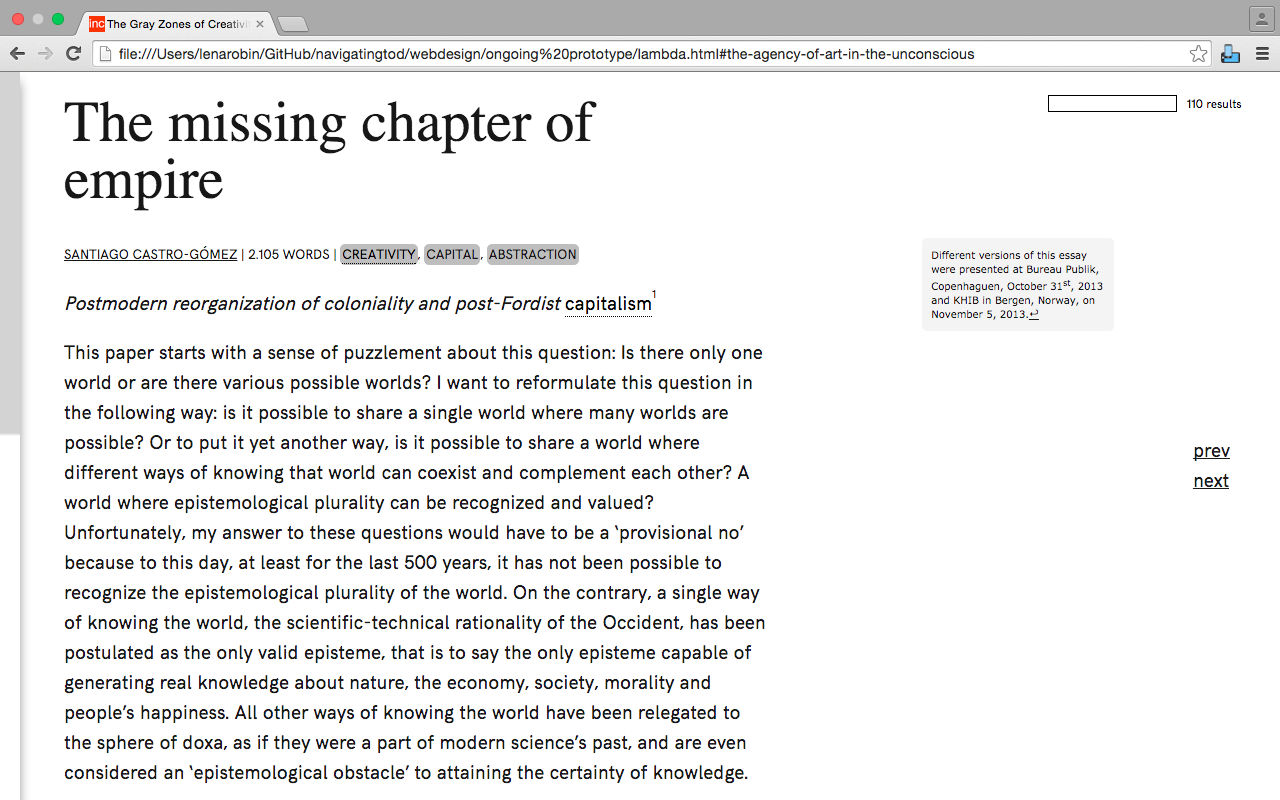 inc The Gray Zones of Creativi
file:///Users/lenarobin/GitHub/navigatingtod/webdesign/ongoing%20prototype/lambda.html#the-agency-of-art-in-the-unconscious
110 results
The missing chapter of
empire
SANTIAGO CASTRO-GÓMEZ | 2.105 WORDS | CREATIVITY, CAPITAL, ABSTRACTION
Postmodern reorganization of coloniality and post-Fordist capitalism1
Different versions of this essay
were presented at Bureau Publik,
Copenhaguen, October 31st, 2013
and KHIB in Bergen, Norway, on
November 5, 2013.↩
This paper starts with a sense of puzzlement about this question: Is there only one
world or are there various possible worlds? I want to reformulate this question in
the following way: is it possible to share a single world where many worlds are
possible? Or to put it yet another way, is it possible to share a world where
different ways of knowing that world can coexist and complement each other? A
world where epistemological plurality can be recognized and valued?
Unfortunately, my answer to these questions would have to be a ‘provisional no’
because to this day, at least for the last 500 years, it has not been possible to
recognize the epistemological plurality of the world. On the contrary, a single way
of knowing the world, the scientific-technical rationality of the Occident, has been
postulated as the only valid episteme, that is to say the only episteme capable of
generating real knowledge about nature, the economy, society, morality and
people’s happiness. All other ways of knowing the world have been relegated to
the sphere of doxa, as if they were a part of modern science’s past, and are even
considered an ‘epistemological obstacle’ to attaining the certainty of knowledge.
prev
next